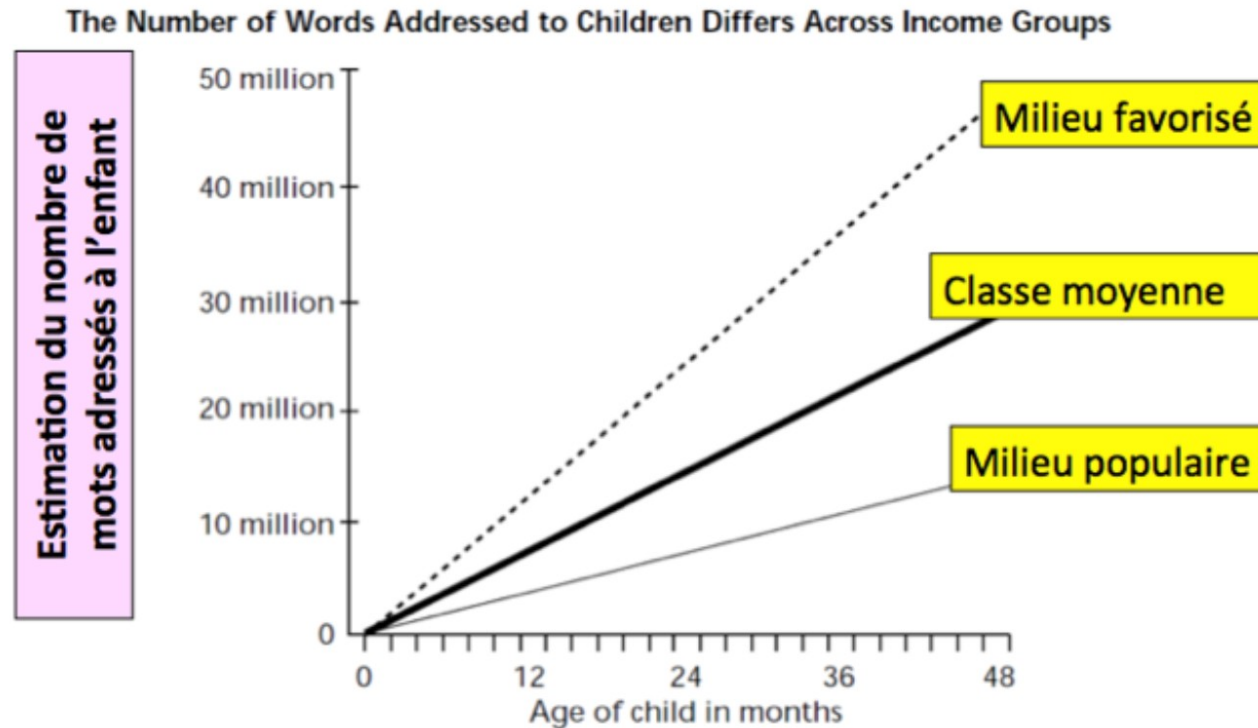 The Number of Words Addressed to Children Differs Across Income Groups
Estimation du nombre de
mots adressés à l'enfant
50 million
40 million
30 million
20 million
10 million
0
Milieu favorisé
Classe moyenne
Milieu populaire
0 12 24 36 48
Age of child in months